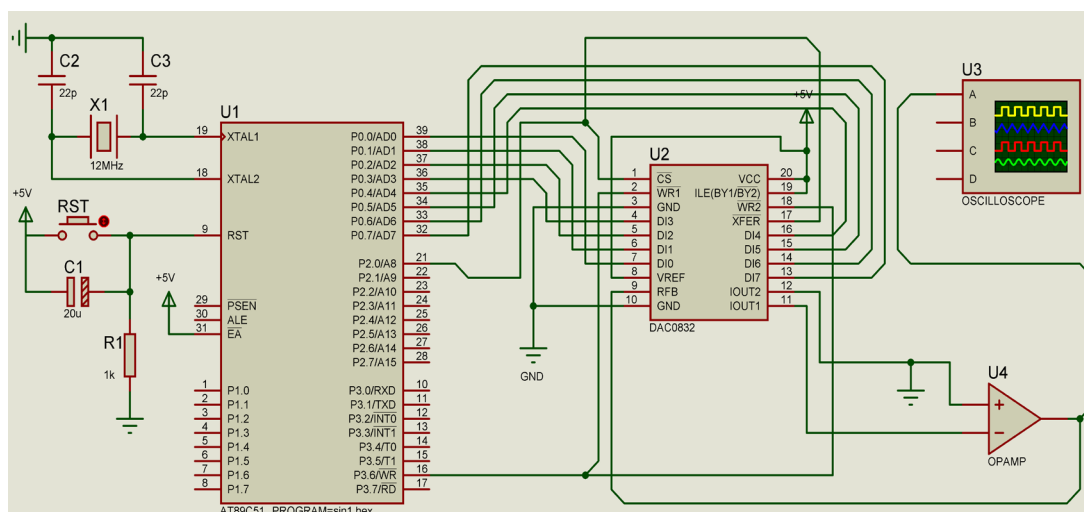 C2
22p
C3
22p
X1
12MHz
+5V
RST
C1
20u
+5V
R1
1k
U1
19 XTAL1
18 XTAL2
9 RST
29 PSEN
30 ALE
31 EA
1 P1.0
2 P1.1
3 P1.2
4 P1.3
5 P1.4
6 P1.5
7 P1.6
8 P1.7
P0.0/AD0 39
P0.1/AD1 38
P0.2/AD2 37
P0.3/AD3 36
P0.4/AD4 35
P0.5/AD5 34
P0.6/AD6 33
P0.7/AD7 32
P2.0/A8 21
P2.1/A9 22
P2.2/A10 23
P2.3/A11 24
P2.4/A12 25
P2.5/A13 26
P2.6/A14 27
P2.7/A15 28
P3.0/RXD 10
P3.1/TXD 11
P3.2/INT0 12
P3.3/INT1 13
P3.4/T0 14
P3.5/T1 15
P3.6/WR 16
P3.7/RD 17
AT89C51 PROGRAM=sin1.hex
GND
U2
1 CS
2 WR1
3 GND
4 DI3
5 DI2
6 DI1
7 DI0
8 VREF
9 RFB
10 GND
VCC 20
ILE(BY1/BY2) 19
WR2 18
XFER 17
DI4 16
DI5 15
DI6 14
DI7 13
IOUT2 12
IOUT1 11
DAC0832
+5V
U3
A
B
C
D
OSCILLOSCOPE
U4
OPAMP